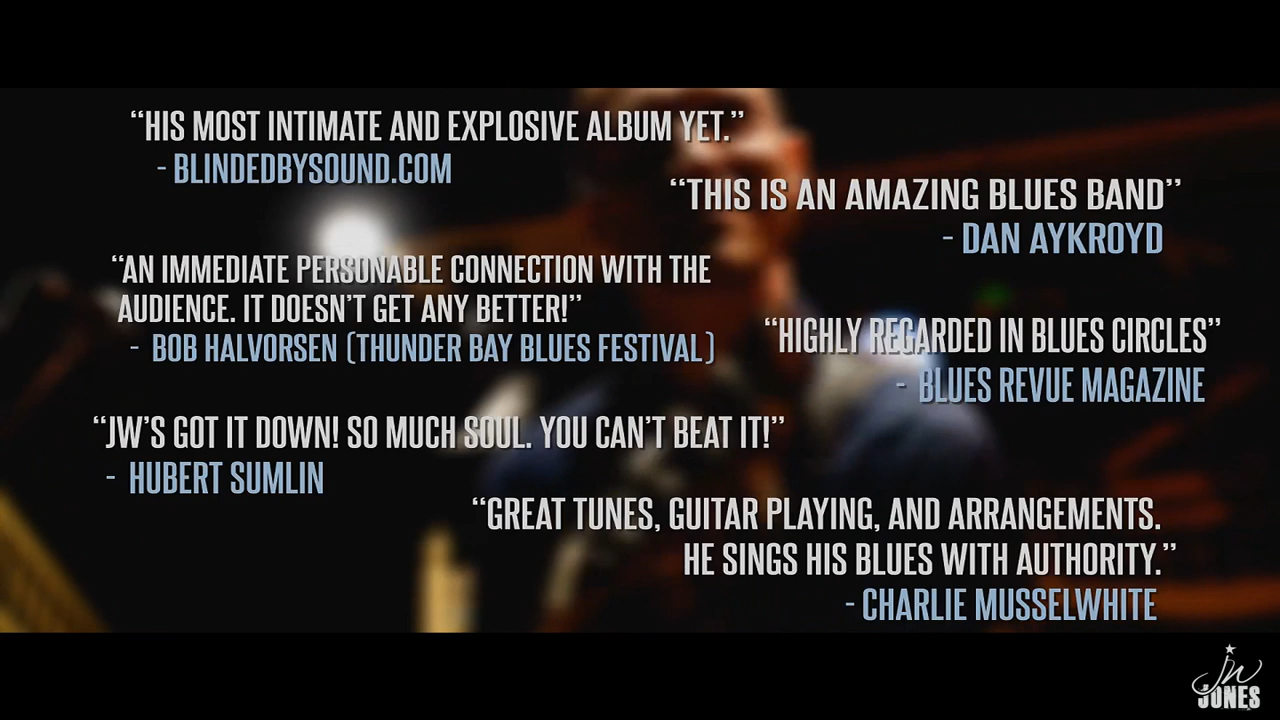 “HIS MOST INTIMATE AND EXPLOSIVE ALBUM YET.”
- BLINDEDBYSOUND.COM
“THIS IS AN AMAZING BLUES BAND”
- DAN AYKROYD
“AN IMMEDIATE PERSONABLE CONNECTION WITH THE
AUDIENCE. IT DOESN’T GET ANY BETTER!”
- BOB HALVORSEN (THUNDER BAY BLUES FESTIVAL)
“HIGHLY REGARDED IN BLUES CIRCLES”
- BLUES REVUE MAGAZINE
“JW’S GOT IT DOWN! SO MUCH SOUL. YOU CAN’T BEAT IT!”
- HUBERT SUMLIN
“GREAT TUNES, GUITAR PLAYING, AND ARRANGEMENTS.
HE SINGS HIS BLUES WITH AUTHORITY.”
- CHARLIE MUSSELWHITE
JW
JONES